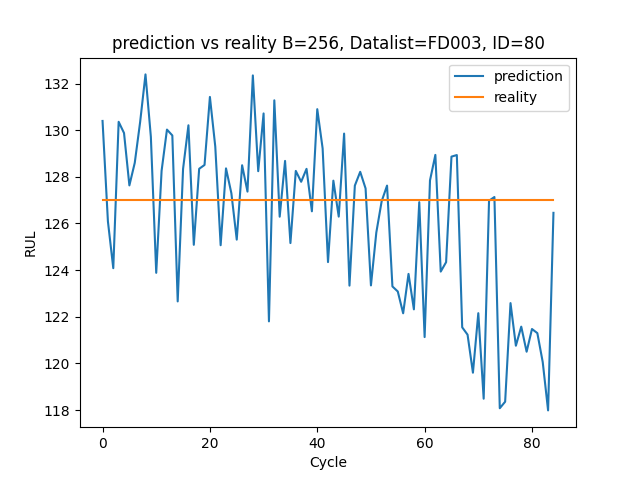 prediction vs reality B=256, Datalist=FD003, ID=80
prediction
reality
132
130
128
126
124
122
120
118
RUL
0
20
40
60
80
Cycle